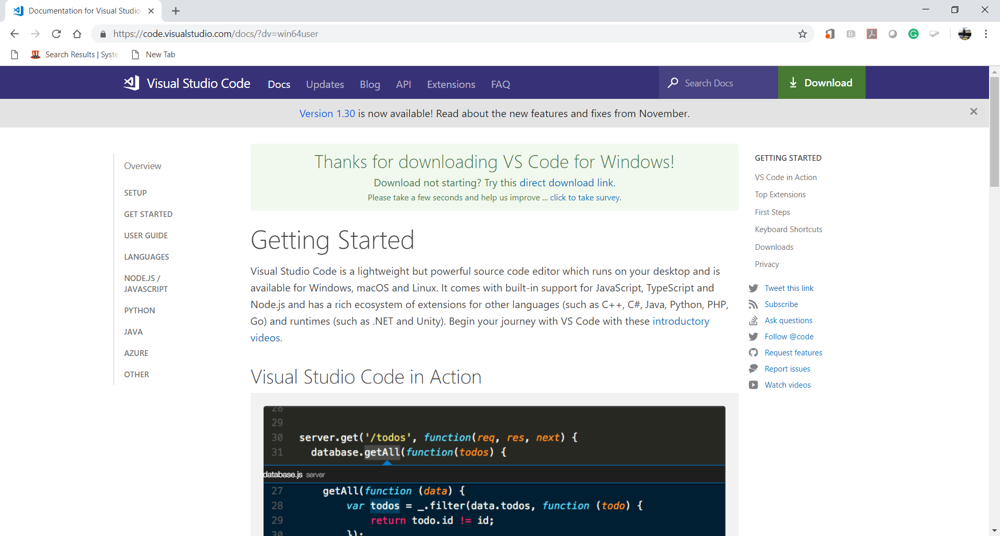 Documentation for Visual Studio
https://code.visualstudio.com/docs/?dv=win64user
Search Results | Syste
New Tab
Visual Studio Code
Docs
Updates
Blog
API
Extensions
FAQ
Search Docs
Download
Version 1.30 is now available! Read about the new features and fixes from November.
Overview
SETUP
GET STARTED
USER GUIDE
LANGUAGES
NODE.JS /
JAVASCRIPT
PYTHON
JAVA
AZURE
OTHER
Thanks for downloading VS Code for Windows!
Download not starting? Try this direct download link.
Please take a few seconds and help us improve ... click to take survey.
Getting Started
Visual Studio Code is a lightweight but powerful source code editor which runs on your desktop and is
available for Windows, macOS and Linux. It comes with built-in support for JavaScript, TypeScript and
Node.js and has a rich ecosystem of extensions for other languages (such as C++, C#, Java, Python, PHP,
Go) and runtimes (such as .NET and Unity). Begin your journey with VS Code with these introductory
videos.
Visual Studio Code in Action
28
29
30 server.get('/todos', function(req, res, next) {
31 database.getAll(function(todos) {
database.js server
27 getAll(function (data) {
28 var todos = _.filter(data.todos, function (todo) {
29 return todo.id != id;
30 });
GETTING STARTED
VS Code in Action
Top Extensions
First Steps
Keyboard Shortcuts
Downloads
Privacy
Tweet this link
Subscribe
Ask questions
Follow @code
Request features
Report issues
Watch videos